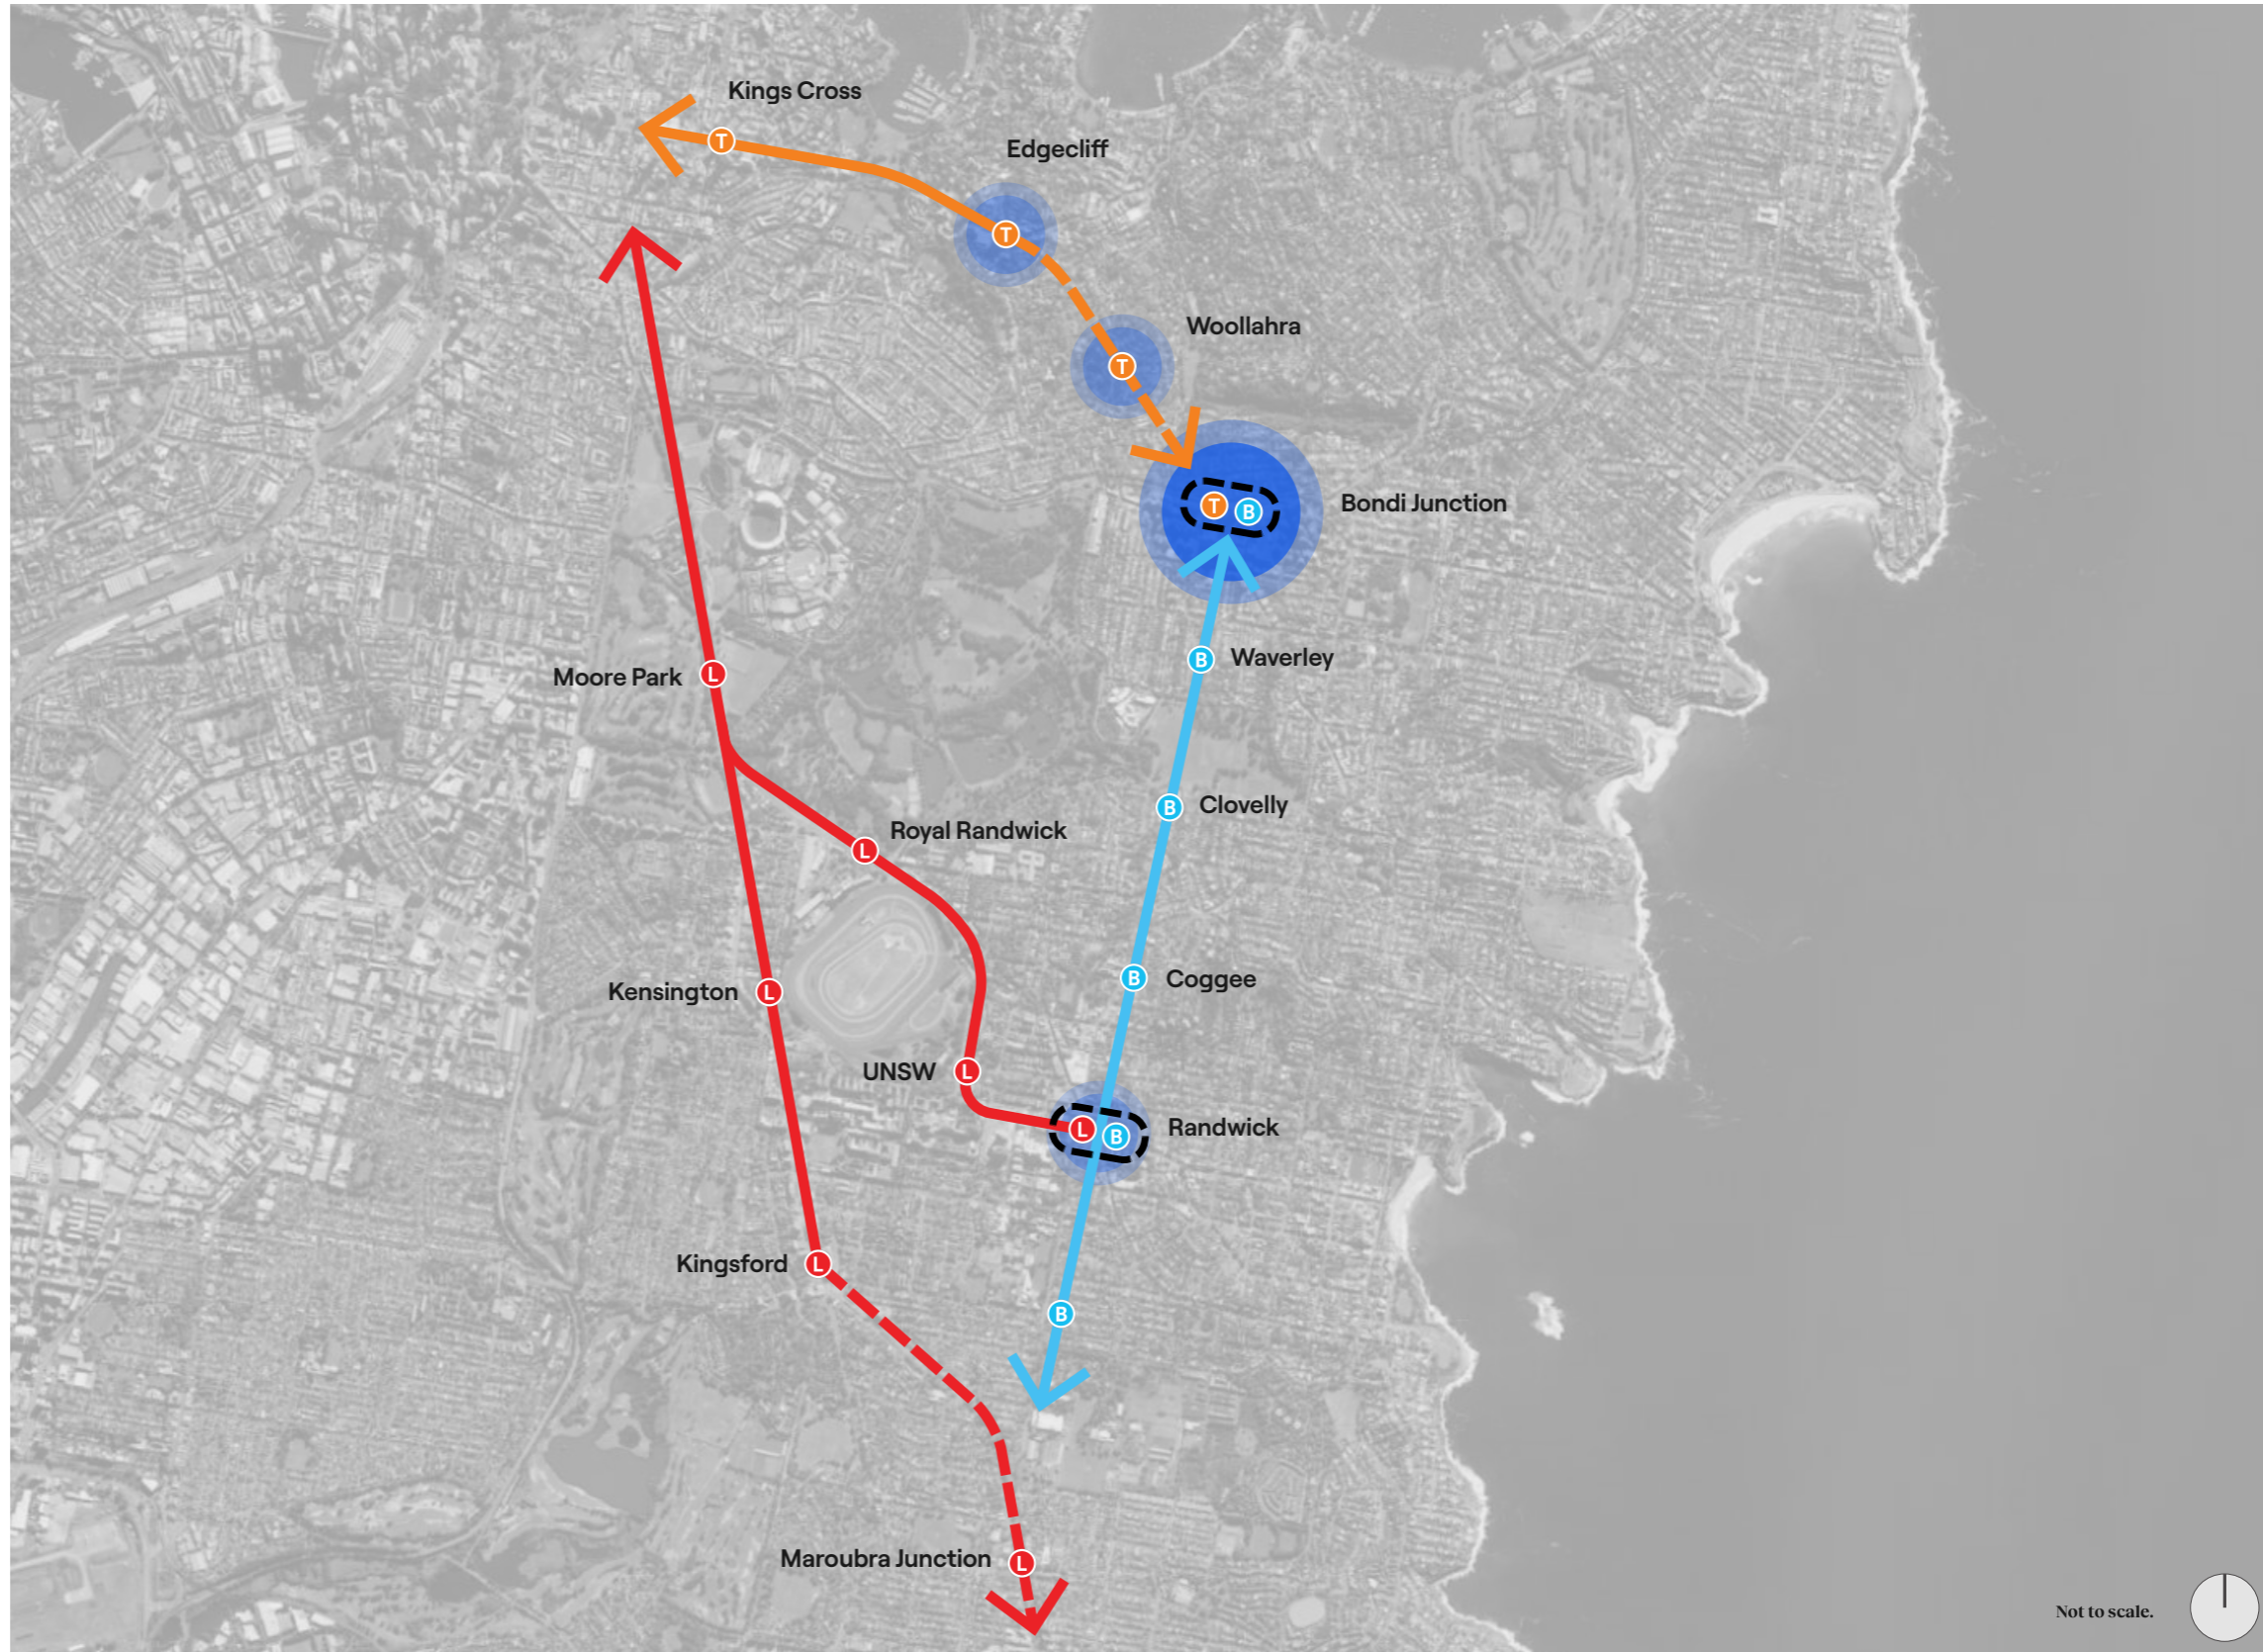 Kings Cross
T
Edgecliff
T
Woollahra
T
Bondi Junction
T B
B Waverley
Moore Park L
B Clovelly
Royal Randwick
L
B Coggee
Kensington L
UNSW L
L B Randwick
Kingsford L
B
Maroubra Junction L
Not to scale.